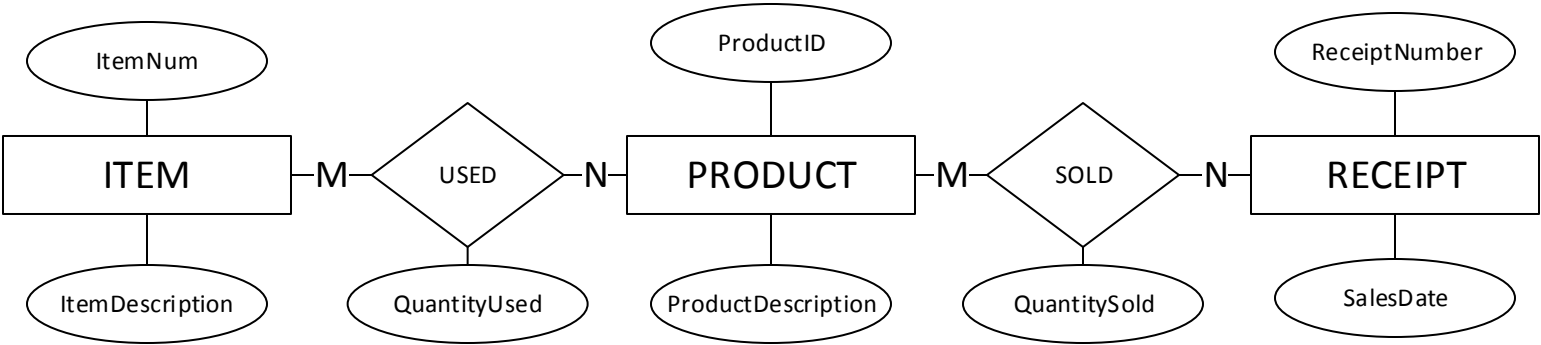 ItemNum
ProductID
ReceiptNumber
ITEM M USED N PRODUCT M SOLD N RECEIPT
ItemDescription
QuantityUsed
ProductDescription
QuantitySold
SalesDate